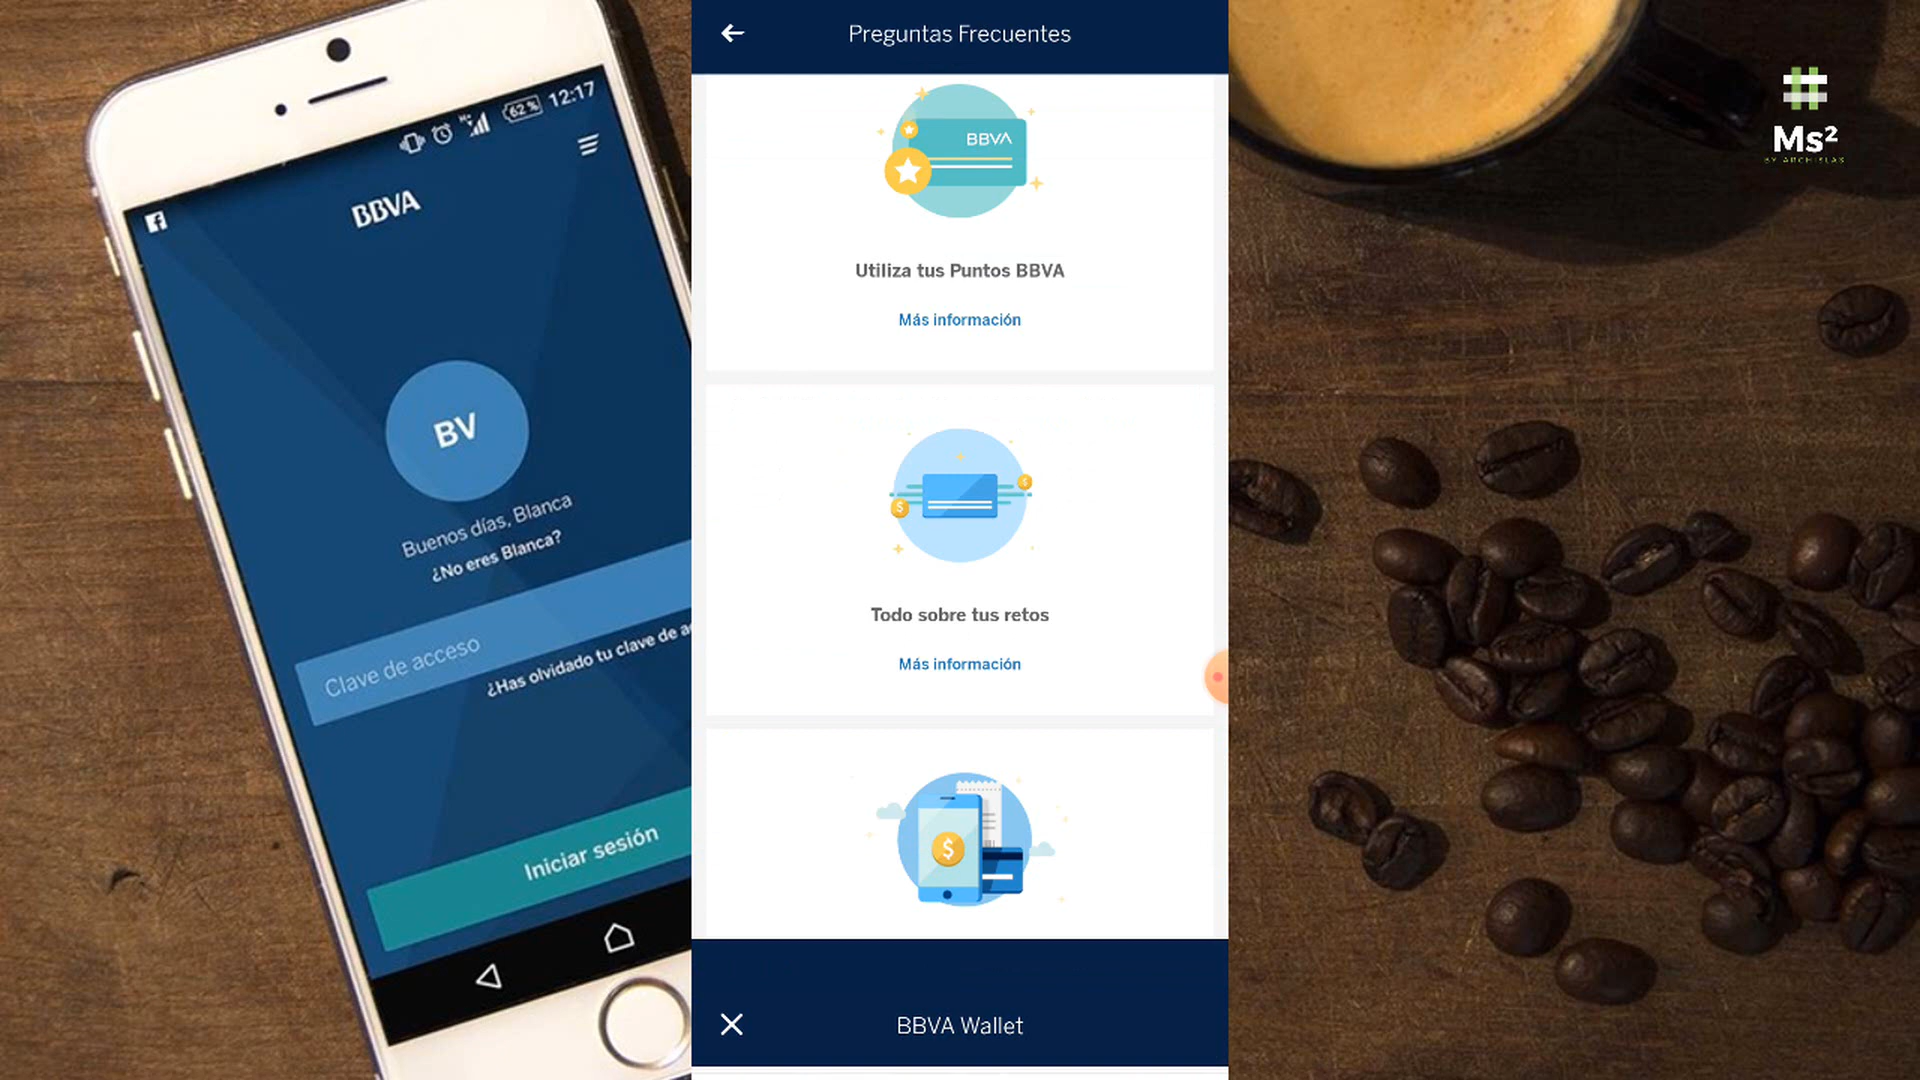 62%
12:17
BBVA
BV
Buenos días, Blanca
¿No eres Blanca?
Clave de acceso
¿Has olvidado tu clave de
Iniciar sesión
Preguntas Frecuentes
BBVA
Utiliza tus Puntos BBVA
Más información
Todo sobre tus retos
Más información
BBVA Wallet
Ms²
BY ARCHISLAS